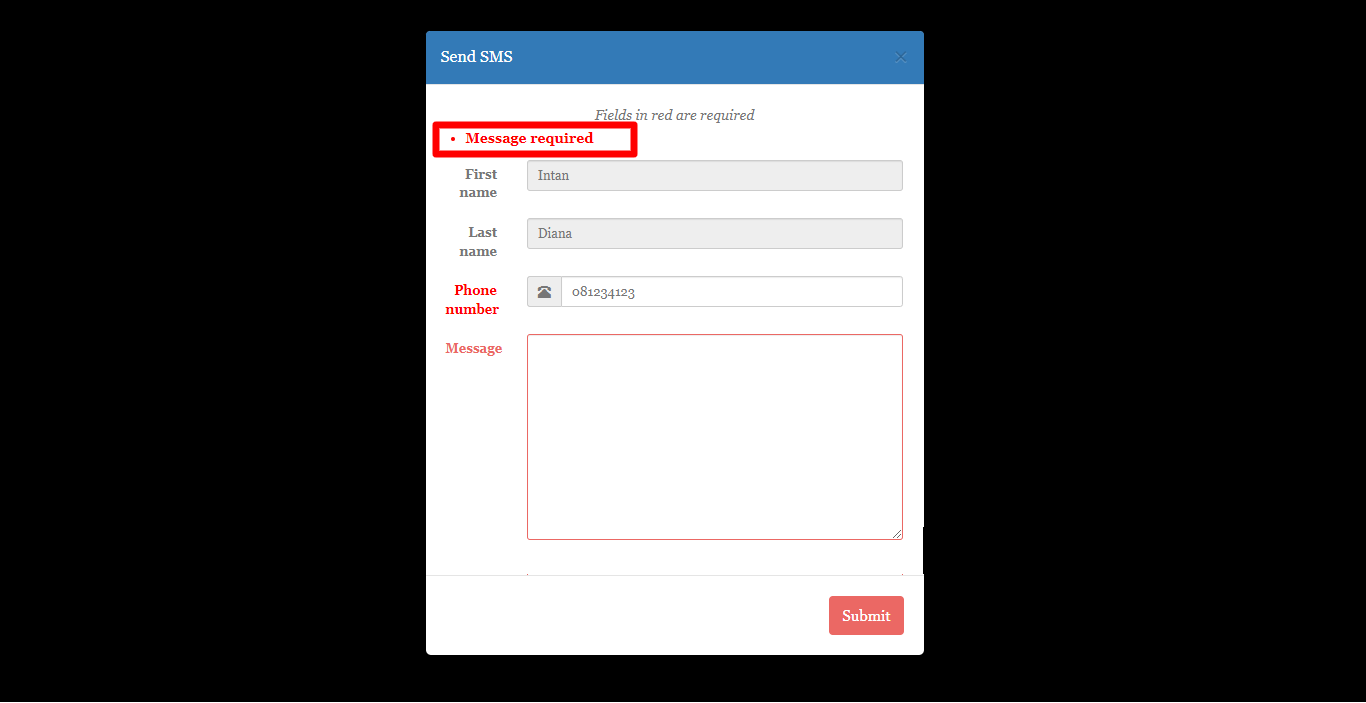 Send SMS ×
Fields in red are required
• Message required
First
name
Intan
Last
name
Diana
Phone
number
081234123
Message
Submit